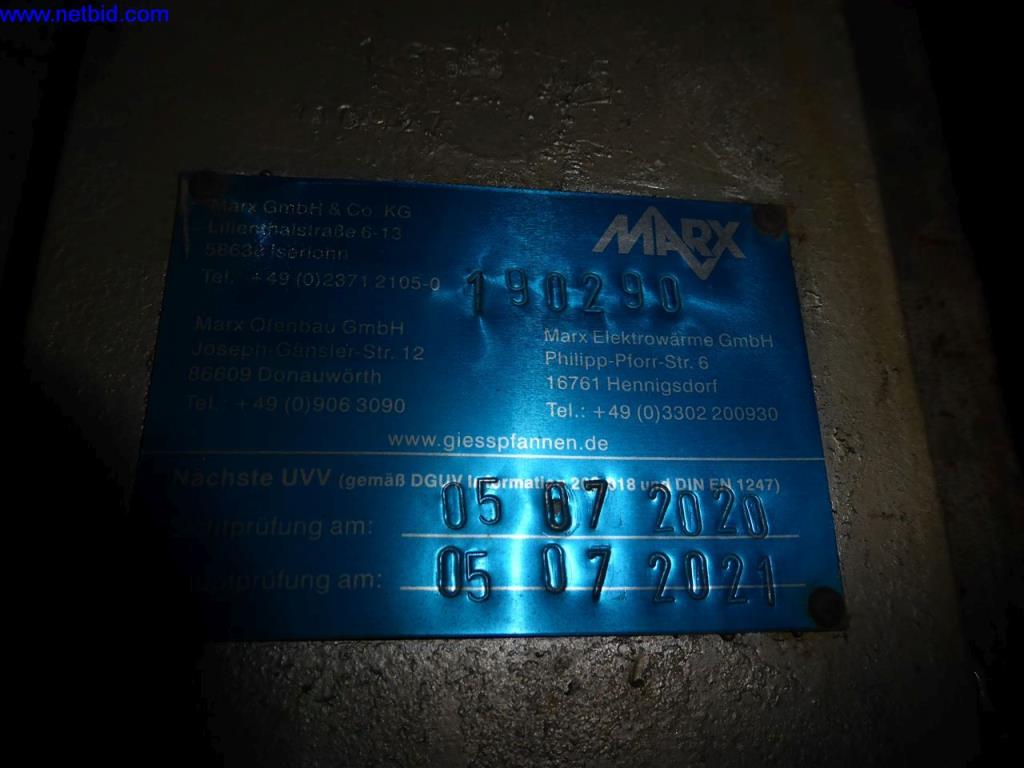 www.netbid.com
Marx GmbH & Co. KG
Lilienthalstraße 6-13
58638 Iserlohn
Tel.: +49 (0)2371 2105-0
MARX
190290
Marx Ofenbau GmbH
Joseph-Gänsler-Str. 12
86609 Donauwörth
Tel.: +49 (0)906 3090
Marx Elektrowärme GmbH
Philipp-Pforr-Str. 6
16761 Hennigsdorf
Tel.: +49 (0)3302 200930
www.giesspfannen.de
Nächste UVV (gemäß DGUV Information und DIN EN 1247)
am: 05 07 2020
am: 05 07 2021